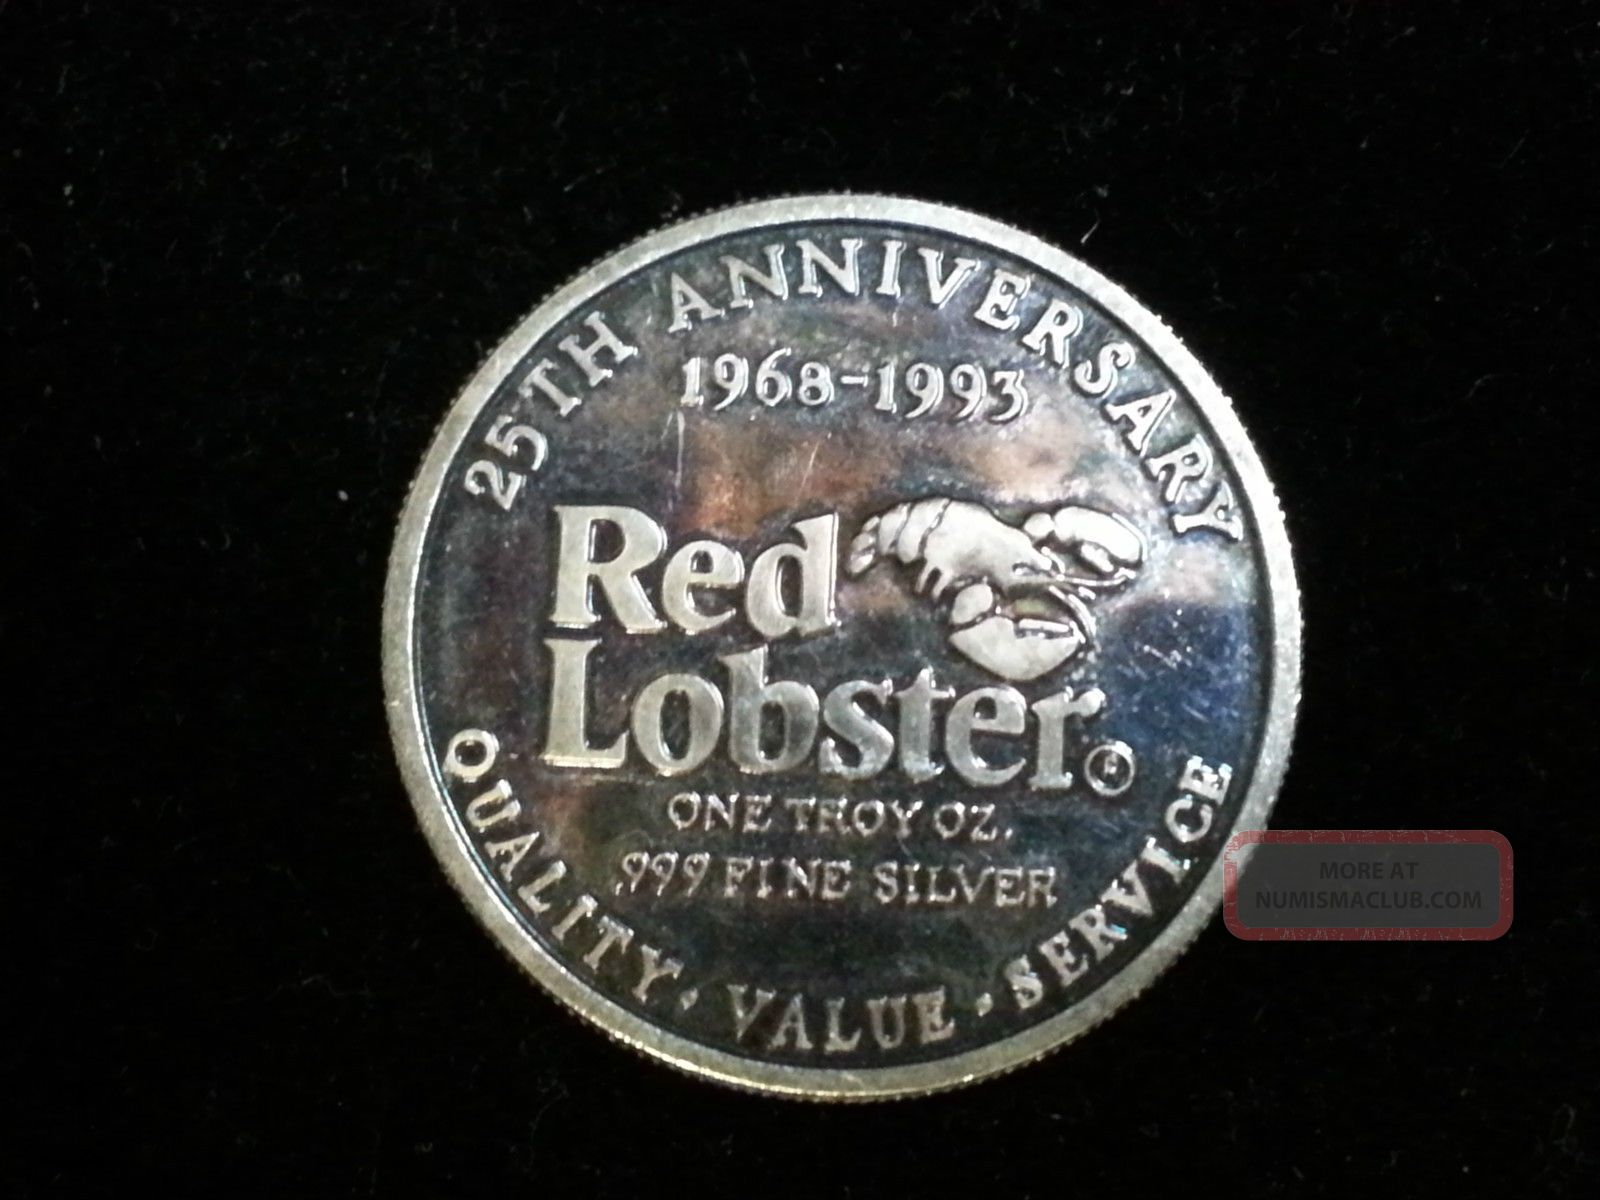 25TH ANNIVERSARY
1968-1993
Red
Lobster®
ONE TROY OZ.
.999 FINE SILVER
QUALITY · VALUE · SERVICE
MORE AT
NUMISMACLUB.COM